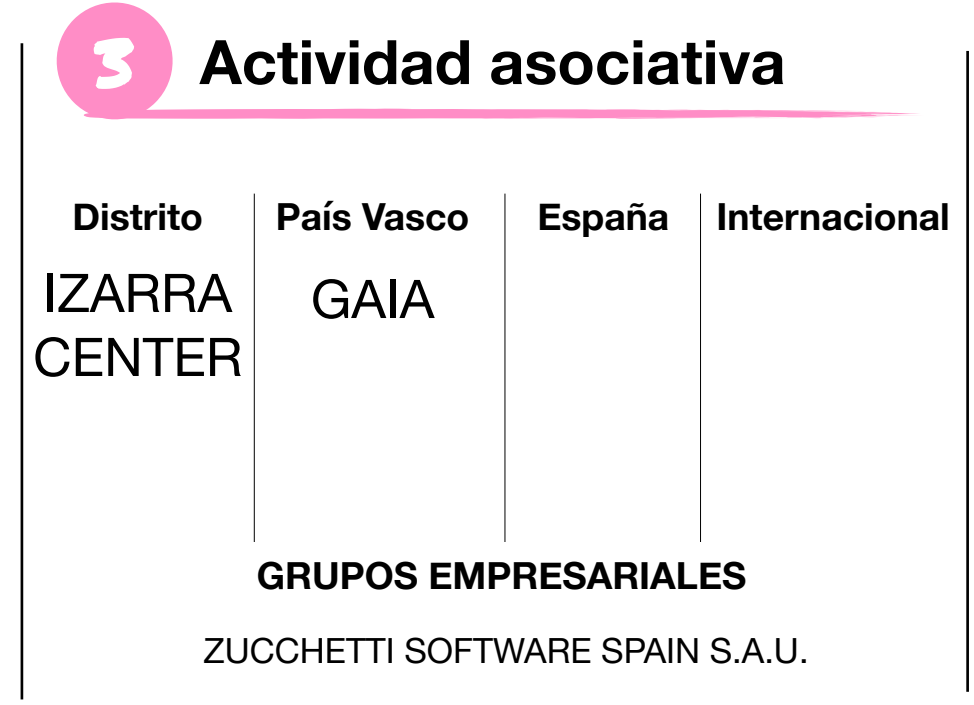 3 Actividad asociativa
Distrito País Vasco España Internacional
IZARRA GAIA
CENTER
GRUPOS EMPRESARIALES
ZUCCHETTI SOFTWARE SPAIN S.A.U.